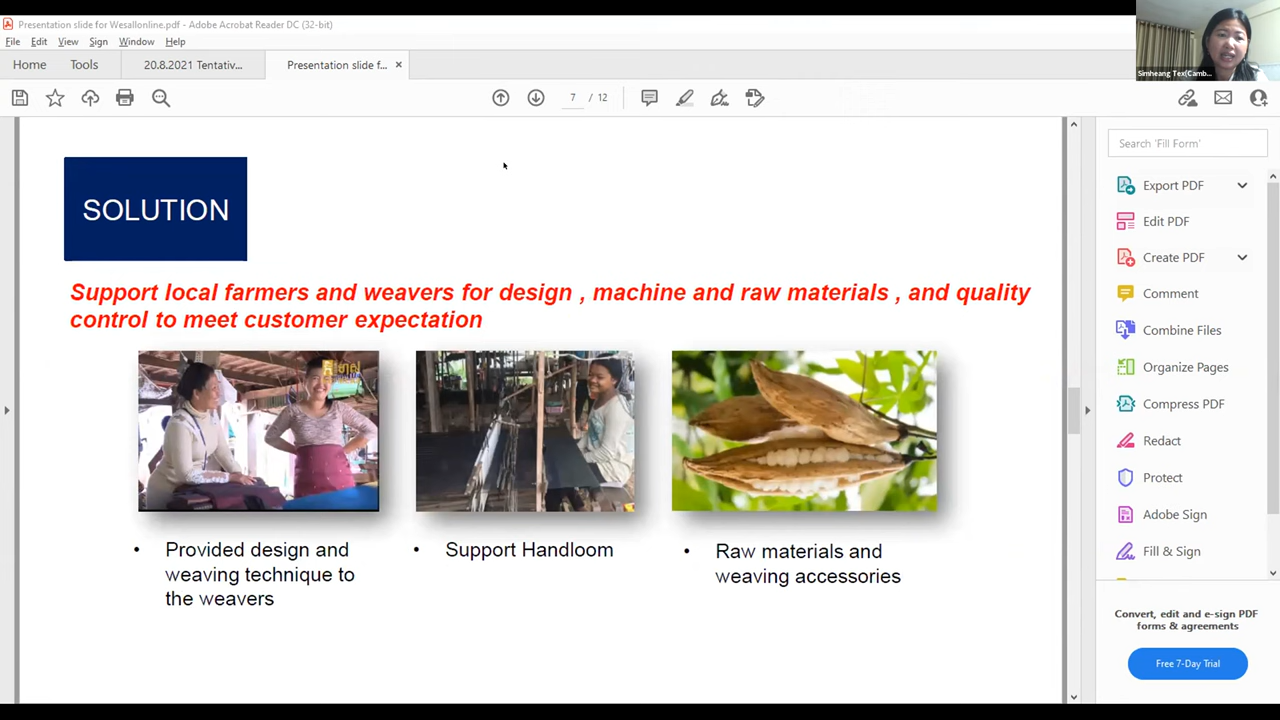 Presentation slide for Wesallonline.pdf - Adobe Acrobat Reader DC (32-bit)
File Edit View Sign Window Help
Home Tools 20.8.2021 Tentativ... Presentation slide f... ×
7 / 12
Simheang Tex(Camb...
Search 'Fill Form'
Export PDF
Edit PDF
Create PDF
Comment
Combine Files
Organize Pages
Compress PDF
Redact
Protect
Adobe Sign
Fill & Sign
Convert, edit and e-sign PDF
forms & agreements
Free 7-Day Trial
SOLUTION
Support local farmers and weavers for design , machine and raw materials , and quality
control to meet customer expectation
• Provided design and
weaving technique to
the weavers
• Support Handloom
• Raw materials and
weaving accessories